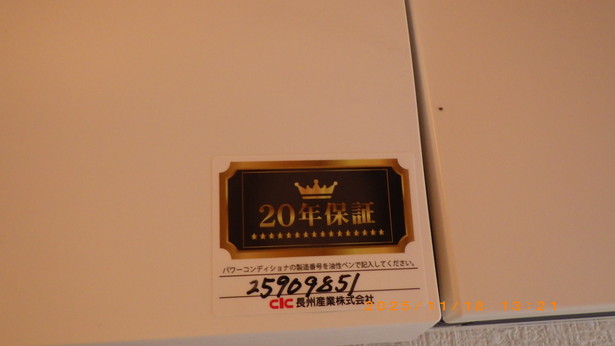 20年保証
パワーコンディショナの製造番号を油性ペンで記入してください。
25909851
CIC 長州産業株式会社